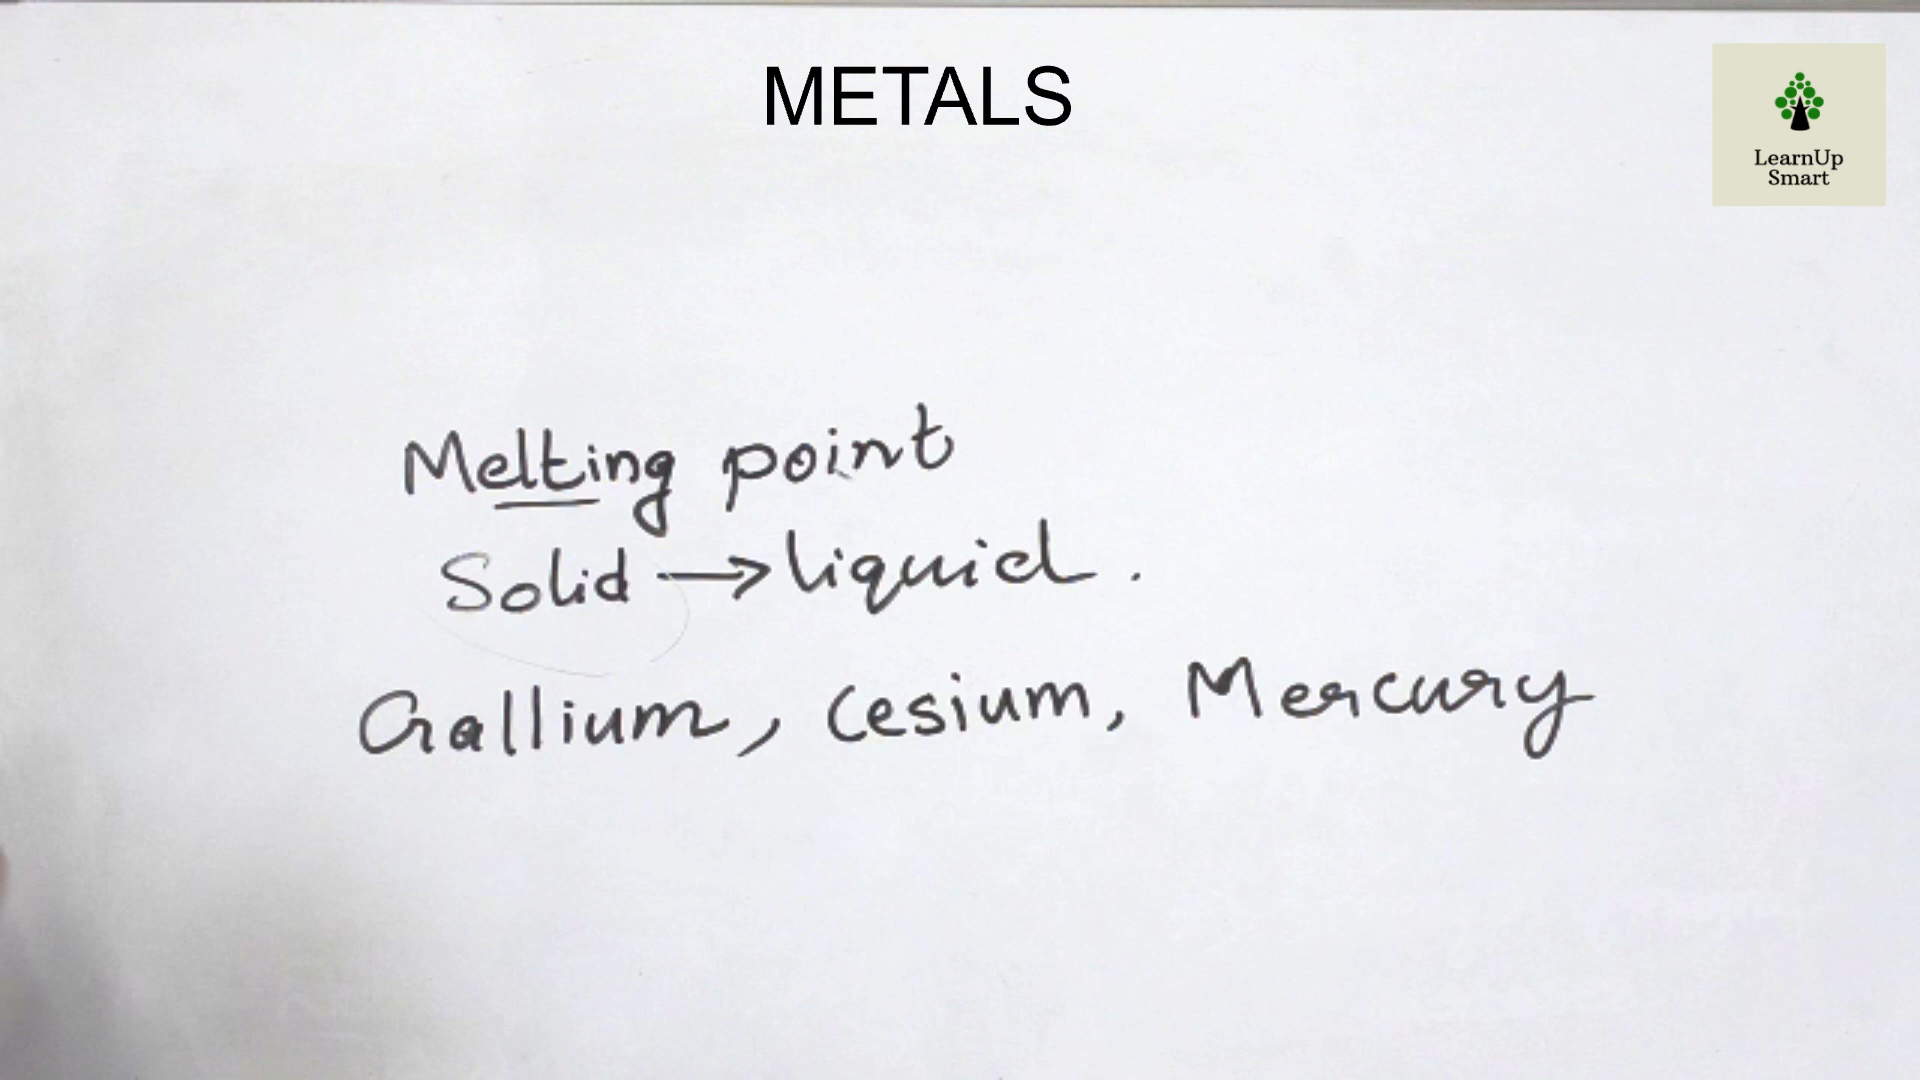 METALS
LearnUp
Smart
Melting point
Solid → liquid.
Gallium, Cesium, Mercury